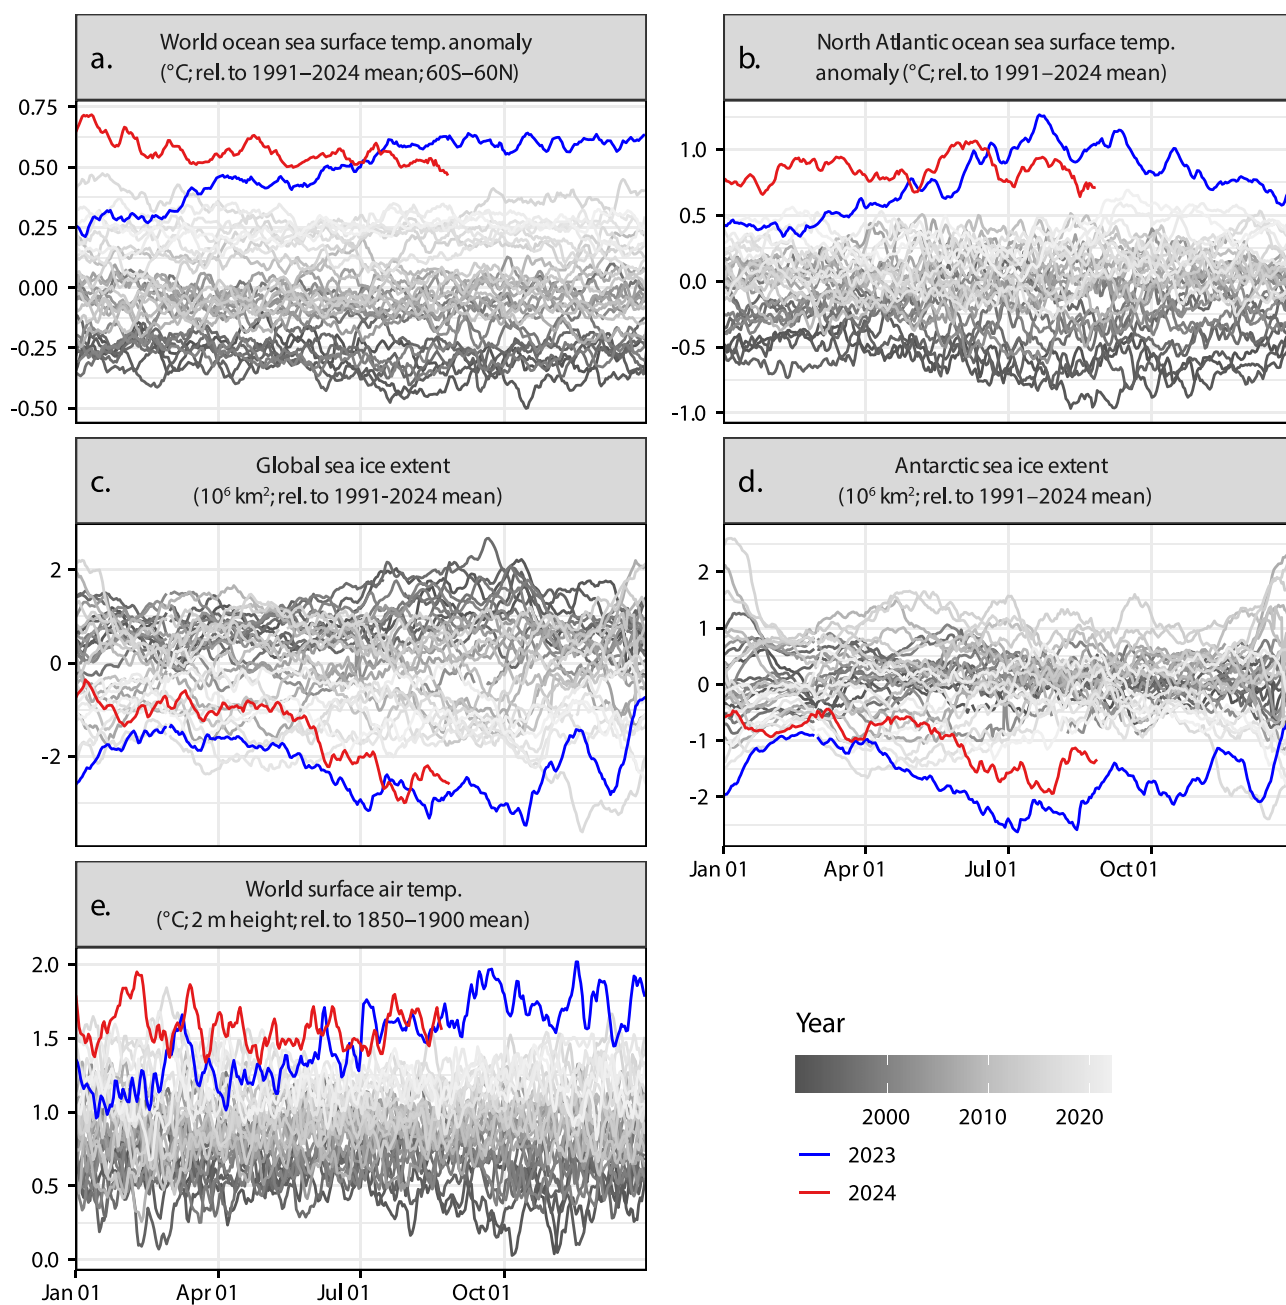 a.
World ocean sea surface temp. anomaly
(°C; rel. to 1991–2024 mean; 60S–60N)
0.75
0.50
0.25
0.00
-0.25
-0.50
b.
North Atlantic ocean sea surface temp.
anomaly (°C; rel. to 1991–2024 mean)
1.0
0.5
0.0
-0.5
-1.0
c.
Global sea ice extent
(10⁶ km²; rel. to 1991-2024 mean)
2
0
-2
d.
Antarctic sea ice extent
(10⁶ km²; rel. to 1991–2024 mean)
2
1
0
-1
-2
Jan 01 Apr 01 Jul 01 Oct 01
e.
World surface air temp.
(°C; 2 m height; rel. to 1850–1900 mean)
2.0
1.5
1.0
0.5
0.0
Jan 01 Apr 01 Jul 01 Oct 01
Year
2000 2010 2020
2023
2024